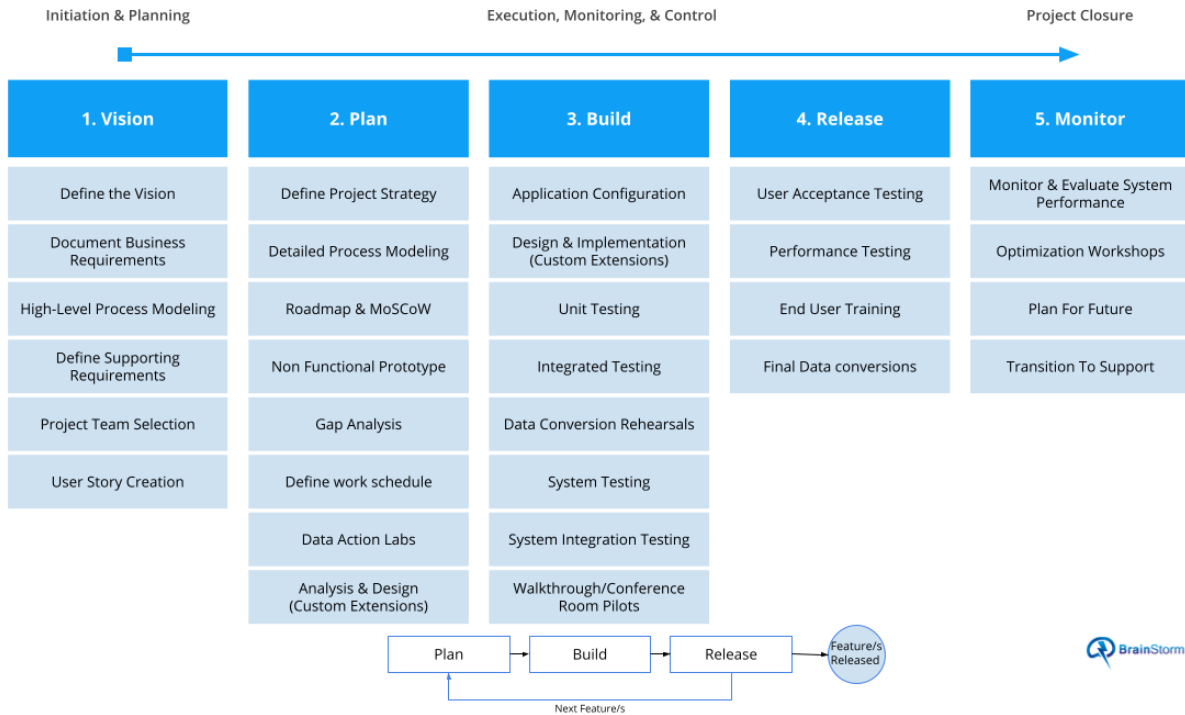 Initiation & Planning
Execution, Monitoring, & Control
Project Closure
1. Vision
2. Plan
3. Build
4. Release
5. Monitor
Define the Vision
Document Business
Requirements
High-Level Process Modeling
Define Supporting
Requirements
Project Team Selection
User Story Creation
Define Project Strategy
Detailed Process Modeling
Roadmap & MoSCoW
Non Functional Prototype
Gap Analysis
Define work schedule
Data Action Labs
Analysis & Design
(Custom Extensions)
Application Configuration
Design & Implementation
(Custom Extensions)
Unit Testing
Integrated Testing
Data Conversion Rehearsals
System Testing
System Integration Testing
Walkthrough/Conference
Room Pilots
User Acceptance Testing
Performance Testing
End User Training
Final Data conversions
Monitor & Evaluate System
Performance
Optimization Workshops
Plan For Future
Transition To Support
Plan
Build
Release
Feature/s
Released
Next Feature/s
BrainStorm